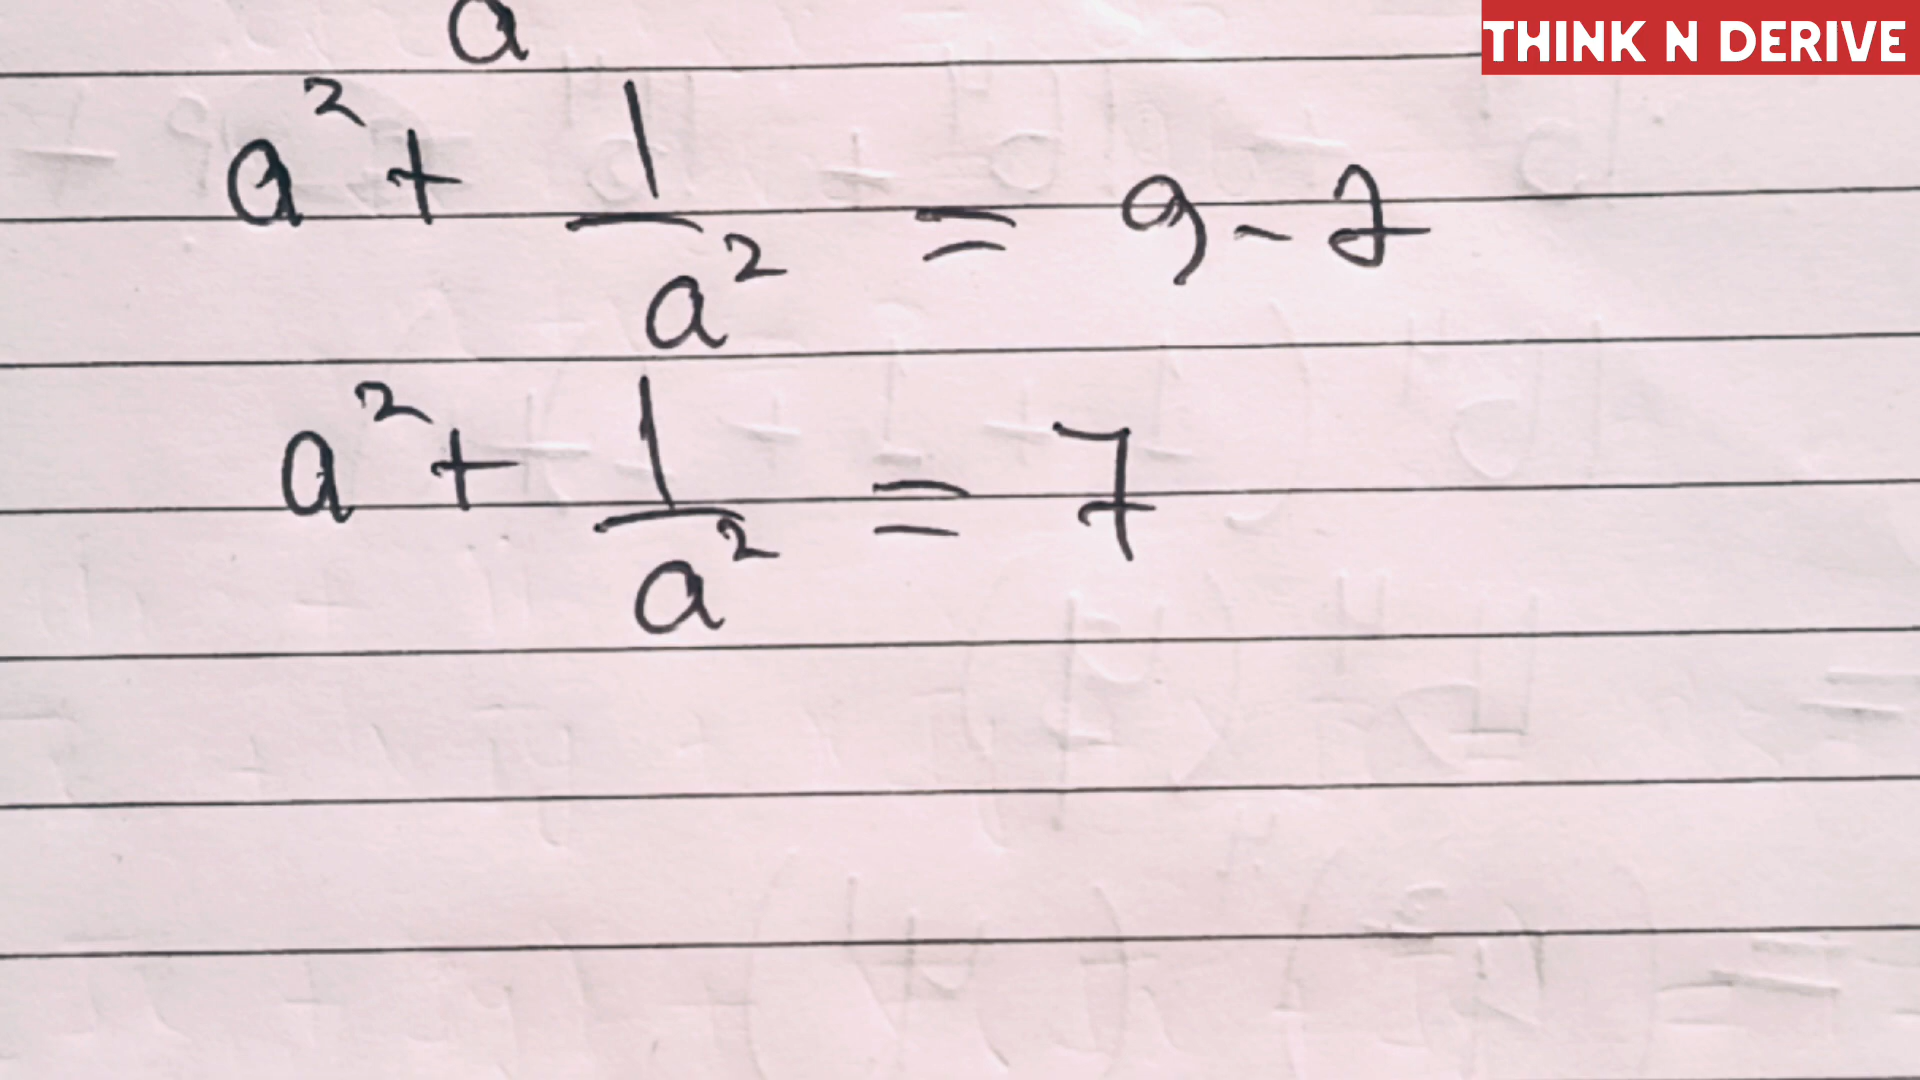 THINK N DERIVE
a
a² + 1/a² = 9 - 2
a² + 1/a² = 7